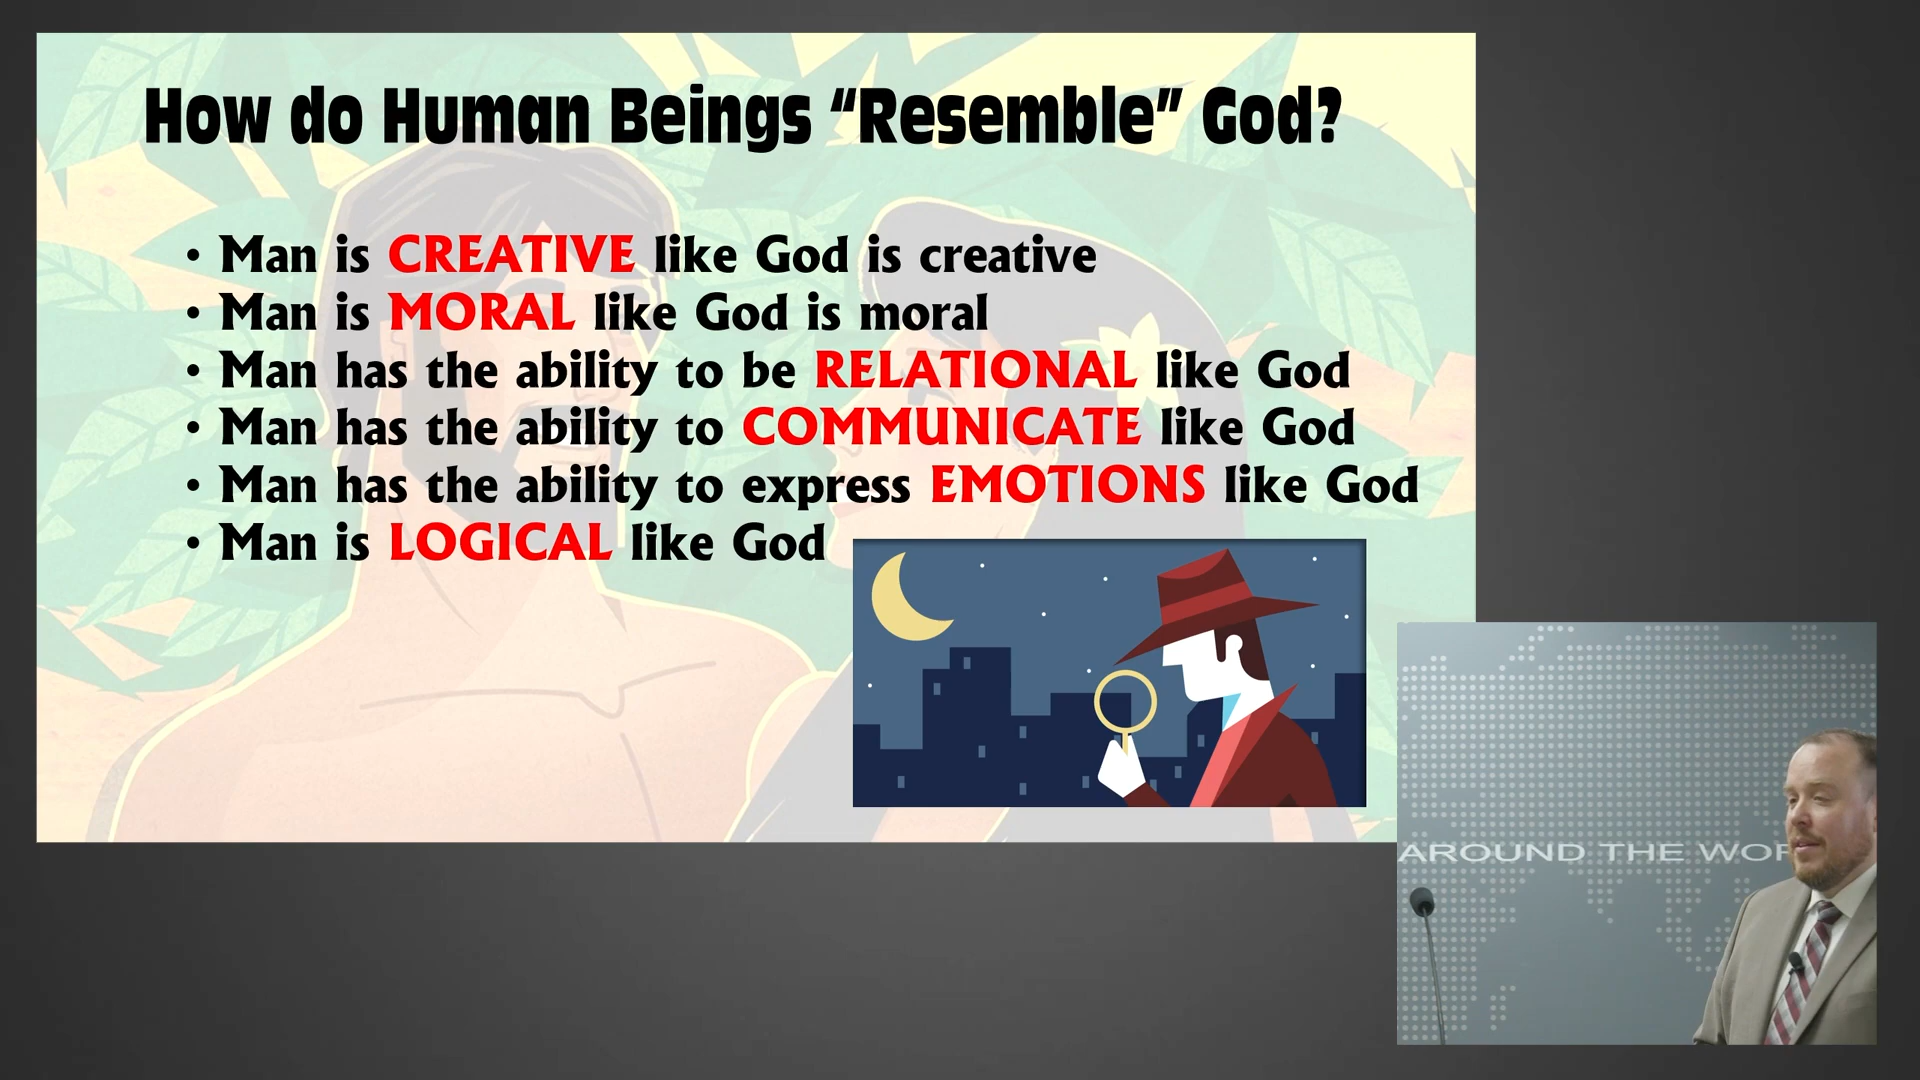 How do Human Beings “Resemble” God?
• Man is CREATIVE like God is creative
• Man is MORAL like God is moral
• Man has the ability to be RELATIONAL like God
• Man has the ability to COMMUNICATE like God
• Man has the ability to express EMOTIONS like God
• Man is LOGICAL like God
AROUND THE WOR